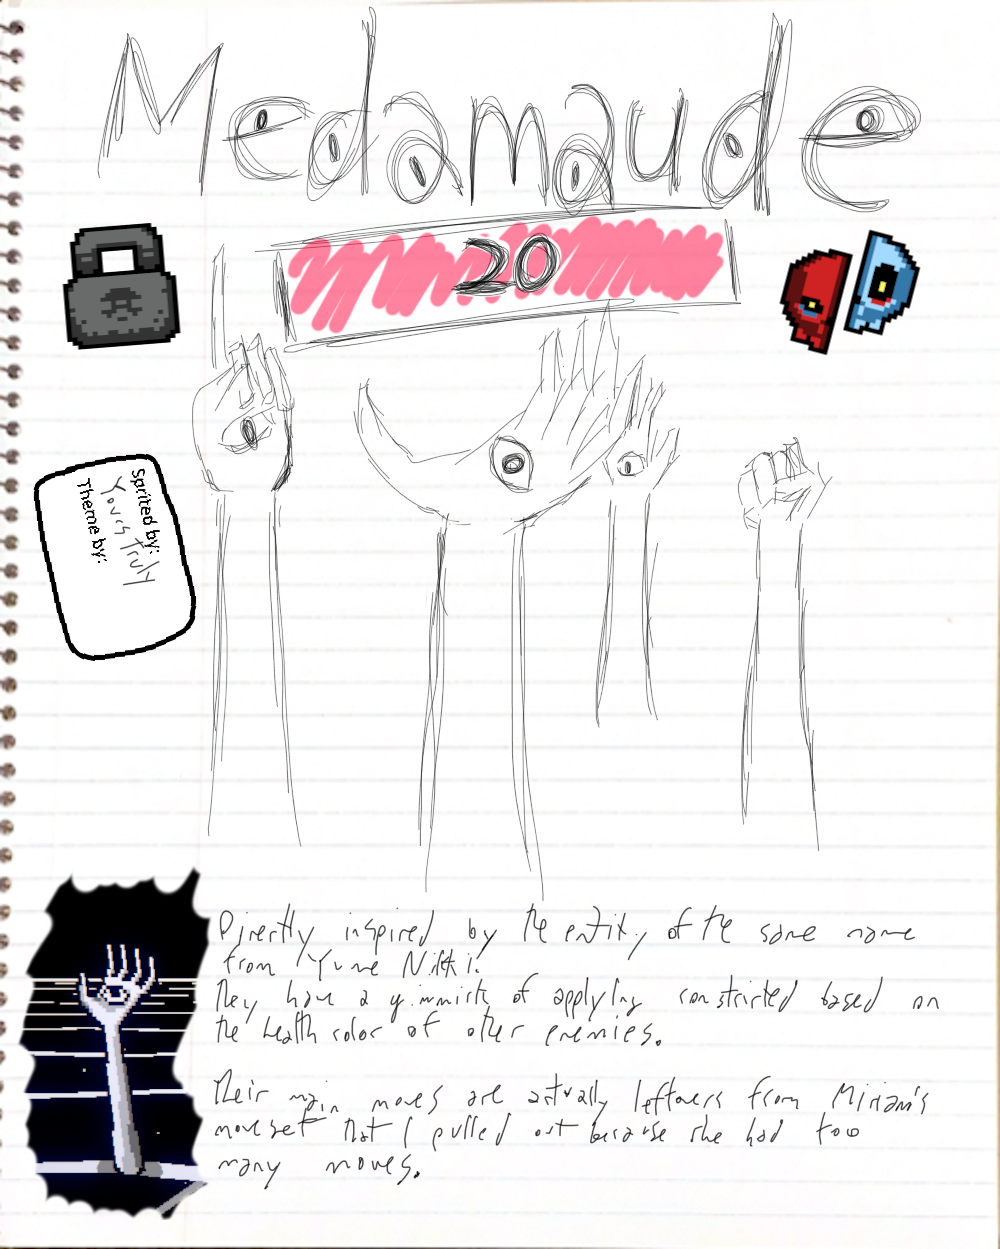 Medamaude
20
Sprited by:
Yours truly
Theme by:
Directly inspired by the entity of the same name
from Yume Nikki.
They have a gimmick of applying constricted based on
the health color of other enemies.
Their main moves are actually leftovers from Miriam's
moveset that I pulled out because she had too
many moves.